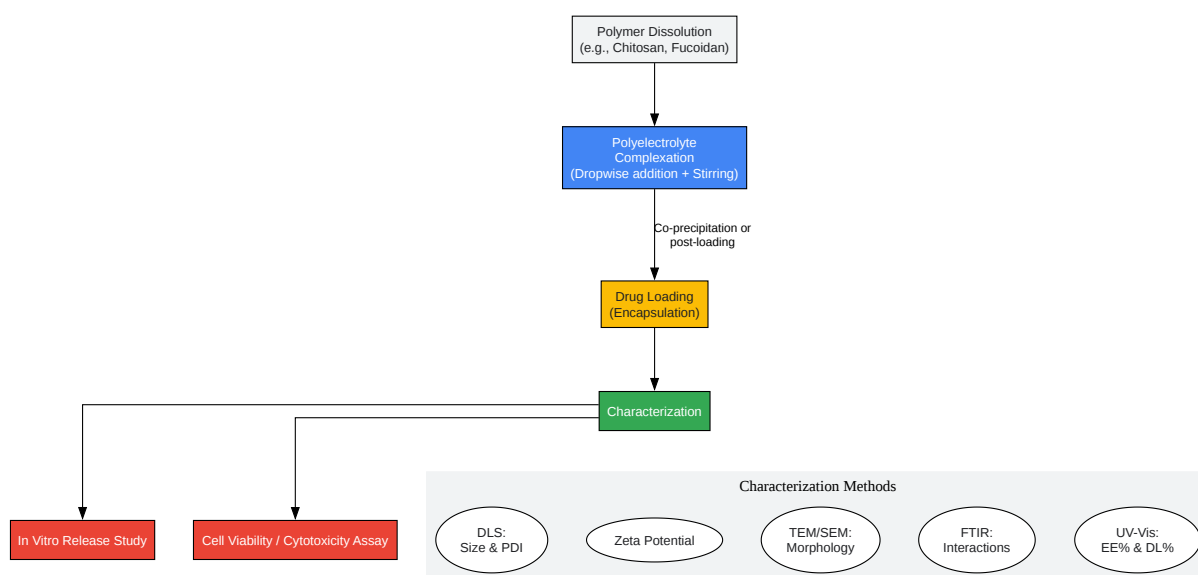 Polymer Dissolution
(e.g., Chitosan, Fucoidan)
Polyelectrolyte
Complexation
(Dropwise addition + Stirring)
Co-precipitation or
post-loading
Drug Loading
(Encapsulation)
Characterization
In Vitro Release Study
Cell Viability / Cytotoxicity Assay
Characterization Methods
DLS:
Size & PDI
Zeta Potential
TEM/SEM:
Morphology
FTIR:
Interactions
UV-Vis:
EE% & DL%